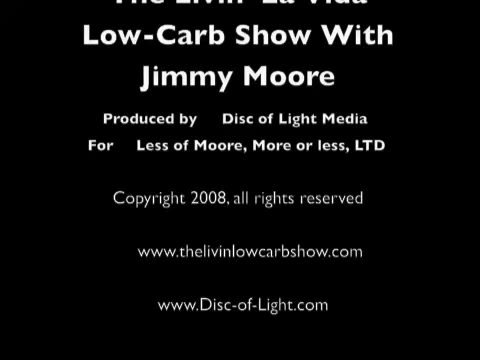 The Livin' La Vida
Low-Carb Show With
Jimmy Moore
Produced by Disc of Light Media
For Less of Moore, More or less, LTD
Copyright 2008, all rights reserved
www.thelivinlowcarbshow.com
www.Disc-of-Light.com